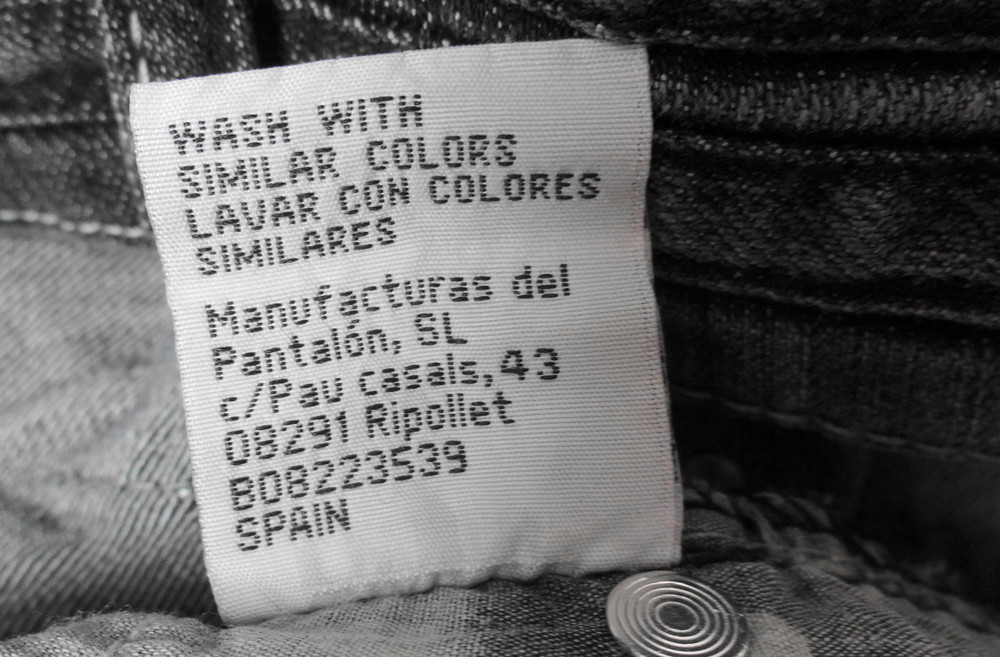 WASH WITH
SIMILAR COLORS
LAVAR CON COLORES
SIMILARES
Manufacturas del
Pantalón, SL
c/Pau casals, 43
08291 Ripollet
B08223539
SPAIN